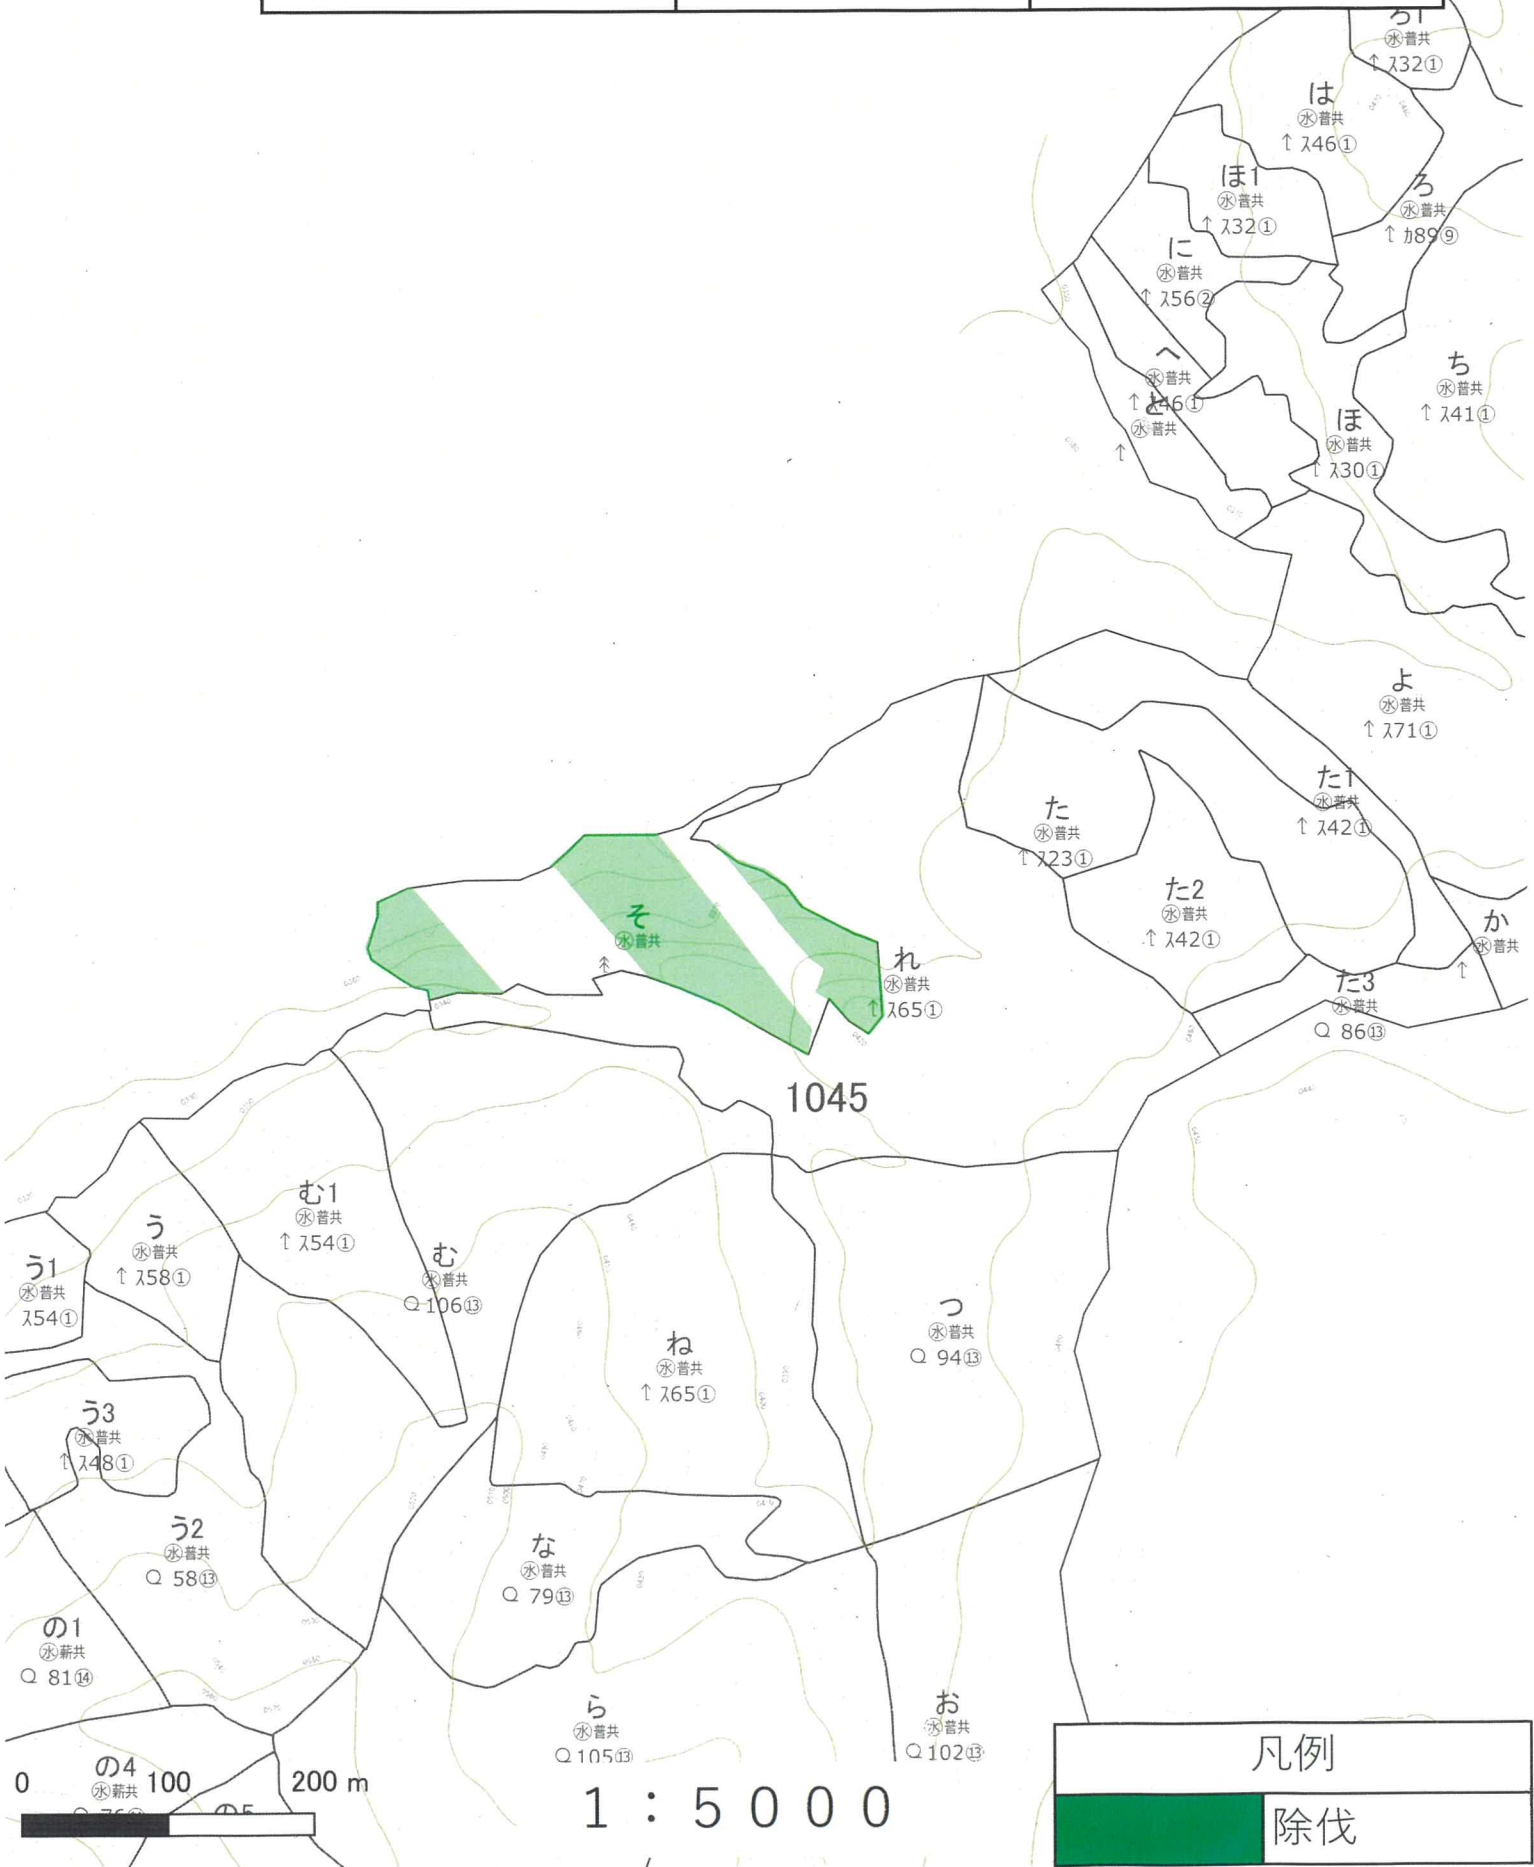 ろ1
㊌普共
↑ ｽ32①
は
㊌普共
↑ ｽ46①
ほ1
㊌普共
↑ ｽ32①
ろ
㊌普共
↑ ｶ89⑨
に
㊌普共
↑ ｽ56②
へ
㊌普共
↑ ｽ46①
と
㊌普共
↑
ち
㊌普共
↑ ｽ41①
ほ
㊌普共
↑ ｽ30①
よ
㊌普共
↑ ｽ71①
た1
㊌普共
↑ ｽ42①
た
㊌普共
↑ ｽ23①
た2
㊌普共
↑ ｽ42①
か
㊌普共
↑
た3
㊌普共
Q 86⑬
そ
㊌普共
れ
㊌普共
↑ ｽ65①
1045
む1
㊌普共
↑ ｽ54①
う
㊌普共
↑ ｽ58①
う1
㊌普共
ｽ54①
む
㊌普共
Q 106⑬
つ
㊌普共
Q 94⑬
ね
㊌普共
↑ ｽ65①
う3
㊌普共
↑ ｽ48①
う2
㊌普共
Q 58⑬
な
㊌普共
Q 79⑬
の1
㊌薪共
Q 81⑭
ら
㊌普共
Q 105⑬
お
㊌普共
Q 102⑬
の4
㊌薪共
の5
0 100 200 m
1：5000
凡例
除伐